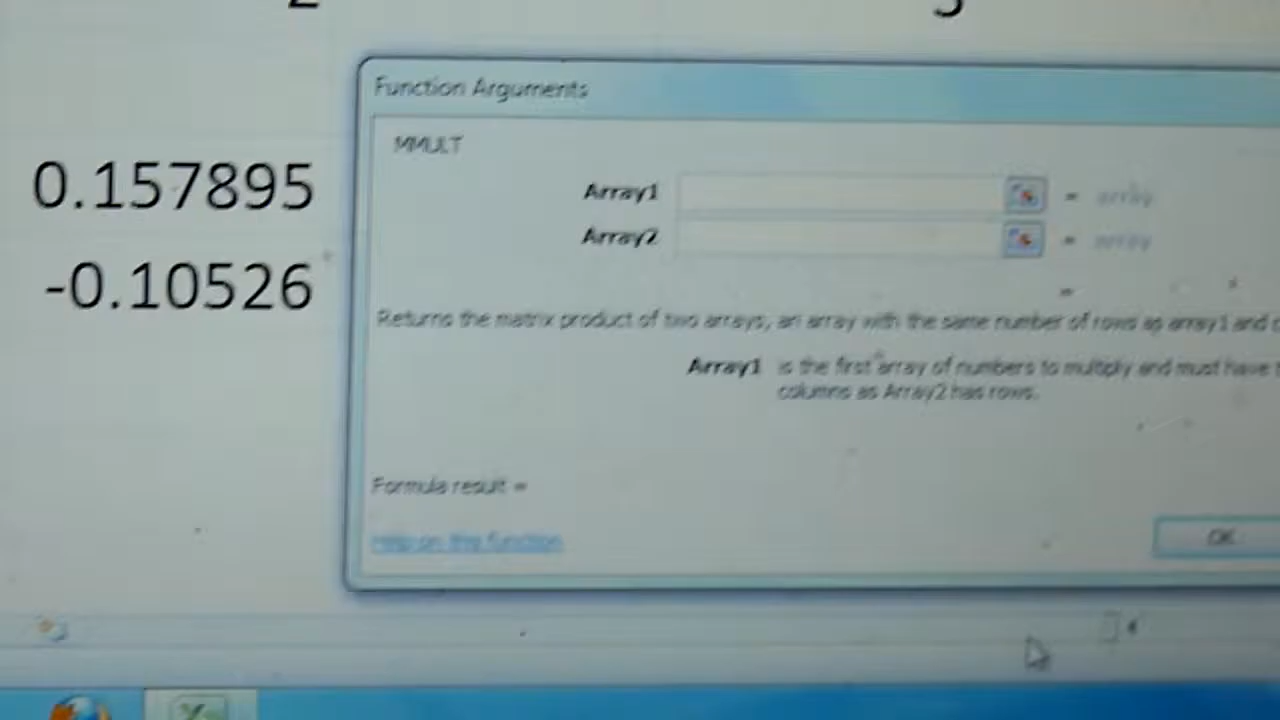 Function Arguments
MMULT
0.157895
Array1 = array
Array2 = array
-0.10526
=
Returns the matrix product of two arrays, an array with the same number of rows as array1 and
Array1 is the first array of numbers to multiply and must have
columns as Array2 has rows.
Formula result =
Help on this function
OK